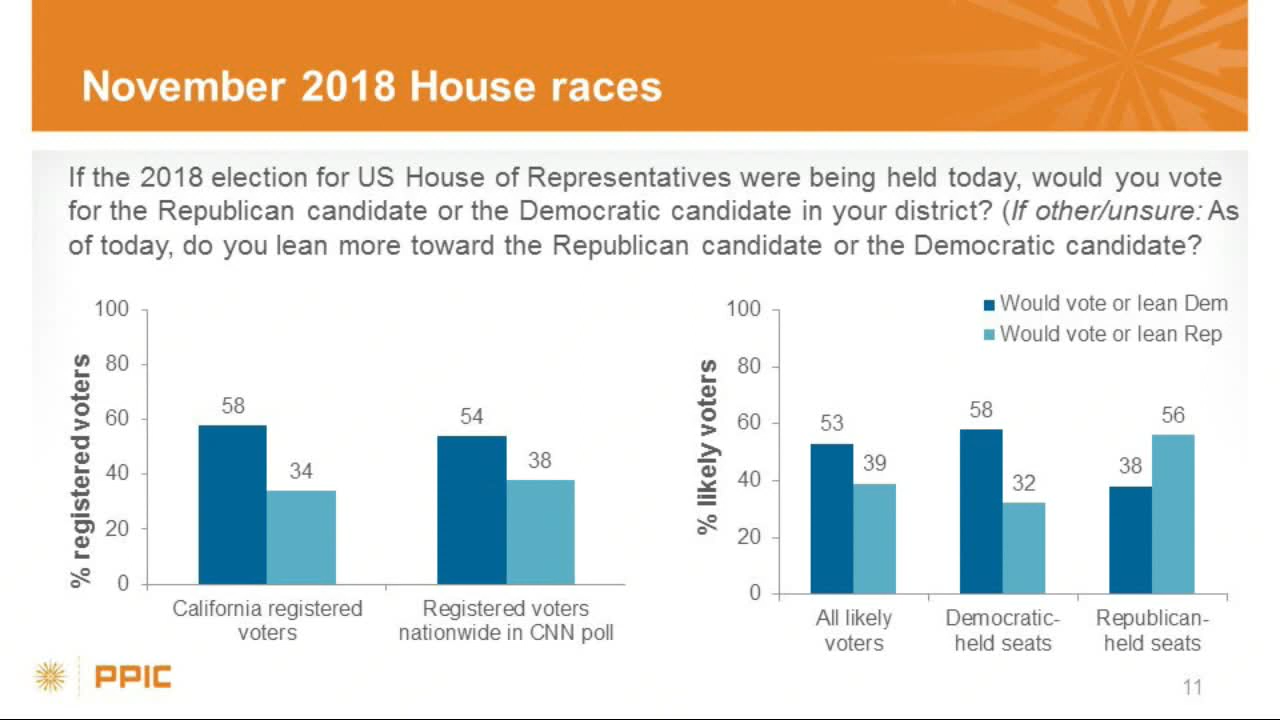 November 2018 House races
If the 2018 election for US House of Representatives were being held today, would you vote
for the Republican candidate or the Democratic candidate in your district? (If other/unsure: As
of today, do you lean more toward the Republican candidate or the Democratic candidate?
% registered voters
100
80
60
40
20
0
58
34
54
38
California registered
voters
Registered voters
nationwide in CNN poll
% likely voters
100
80
60
40
20
0
Would vote or lean Dem
Would vote or lean Rep
53
39
58
32
38
56
All likely
voters
Democratic-
held seats
Republican-
held seats
PPIC
11